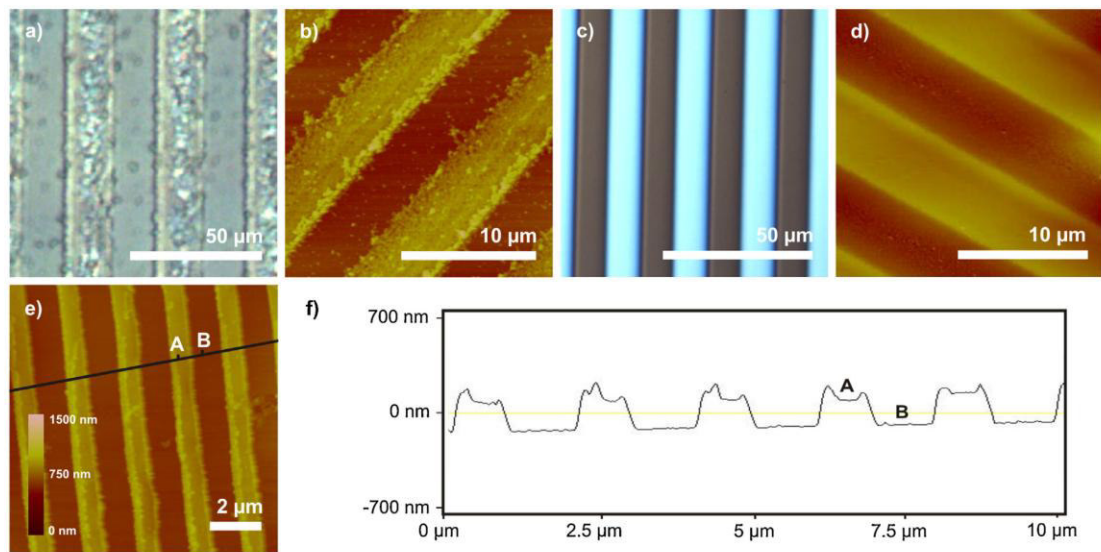 a)
50 µm
b)
10 µm
c)
50 µm
d)
10 µm
e)
A B
1500 nm
750 nm
0 nm
2 µm
f)
700 nm
0 nm
-700 nm
A
B
0 µm 2.5 µm 5 µm 7.5 µm 10 µm